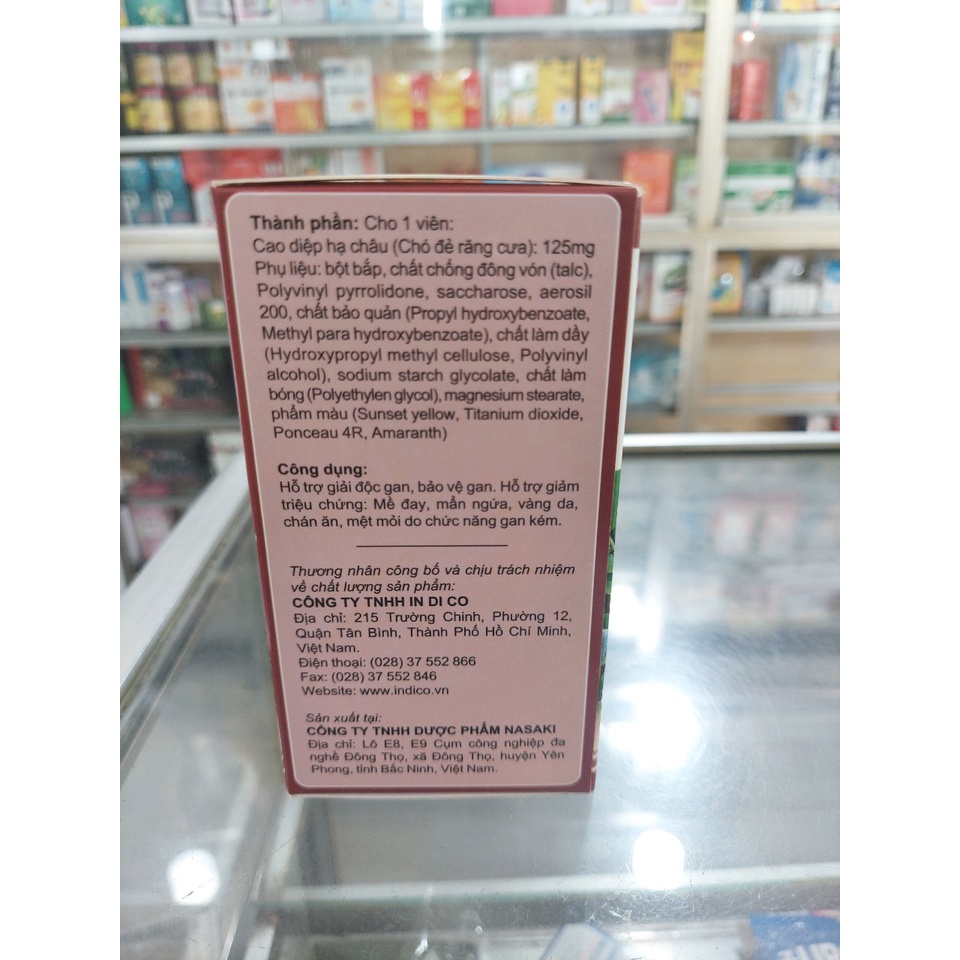 Thành phần: Cho 1 viên:
Cao diệp hạ châu (Chó đẻ răng cưa): 125mg
Phụ liệu: bột bắp, chất chống đông vón (talc),
Polyvinyl pyrrolidone, saccharose, aerosil
200, chất bảo quản (Propyl hydroxybenzoate,
Methyl para hydroxybenzoate), chất làm dầy
(Hydroxypropyl methyl cellulose, Polyvinyl
alcohol), sodium starch glycolate, chất làm
bóng (Polyethylen glycol), magnesium stearate,
phẩm màu (Sunset yellow, Titanium dioxide,
Ponceau 4R, Amaranth)
Công dụng:
Hỗ trợ giải độc gan, bảo vệ gan. Hỗ trợ giảm
triệu chứng: Mề đay, mẩn ngứa, vàng da,
chán ăn, mệt mỏi do chức năng gan kém.
Thương nhân công bố và chịu trách nhiệm
về chất lượng sản phẩm:
CÔNG TY TNHH IN DI CO
Địa chỉ: 215 Trường Chinh, Phường 12,
Quận Tân Bình, Thành Phố Hồ Chí Minh,
Việt Nam.
Điện thoại: (028) 37 552 866
Fax: (028) 37 552 846
Website: www.indico.vn
Sản xuất tại:
CÔNG TY TNHH DƯỢC PHẨM NASAKI
Địa chỉ: Lô E8, E9 Cụm công nghiệp đa
nghề Đông Thọ, xã Đông Thọ, huyện Yên
Phong, tỉnh Bắc Ninh, Việt Nam.